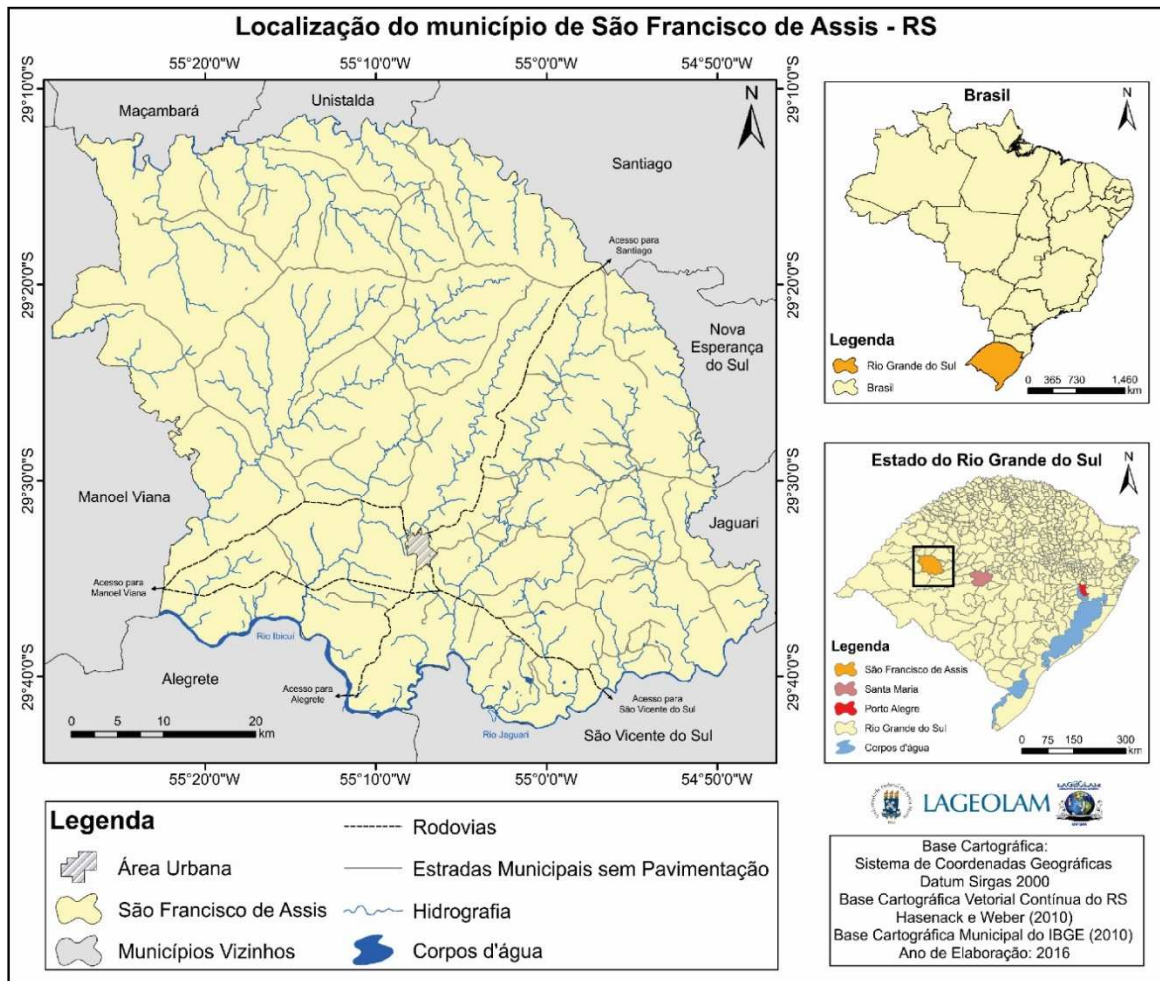 Localização do município de São Francisco de Assis - RS
55°20'0"W
55°10'0"W
55°0'0"W
54°50'0"W
29°10'0"S
29°20'0"S
29°30'0"S
29°40'0"S
Maçambará
Unistalda
N
Santiago
Acesso para
Santiago
Nova
Esperança
do Sul
Manoel Viana
Jaguari
Acesso para
Manoel Viana
Rio Ibicuí
Alegrete
Acesso para
Alegrete
Acesso para
São Vicente do Sul
Rio Jaguari
São Vicente do Sul
0 5 10 20
km
29°10'0"S
29°20'0"S
29°30'0"S
29°40'0"S
55°20'0"W
55°10'0"W
55°0'0"W
54°50'0"W
Brasil
N
Legenda
Rio Grande do Sul
Brasil
0 365 730 1,460
km
Estado do Rio Grande do Sul
N
Legenda
São Francisco de Assis
Santa Maria
Porto Alegre
Rio Grande do Sul
Corpos d'água
0 75 150 300
km
Legenda
Área Urbana
São Francisco de Assis
Municípios Vizinhos
Rodovias
Estradas Municipais sem Pavimentação
Hidrografia
Corpos d'água
LAGEOLAM
Base Cartográfica:
Sistema de Coordenadas Geográficas
Datum Sirgas 2000
Base Cartográfica Vetorial Contínua do RS
Hasenack e Weber (2010)
Base Cartográfica Municipal do IBGE (2010)
Ano de Elaboração: 2016